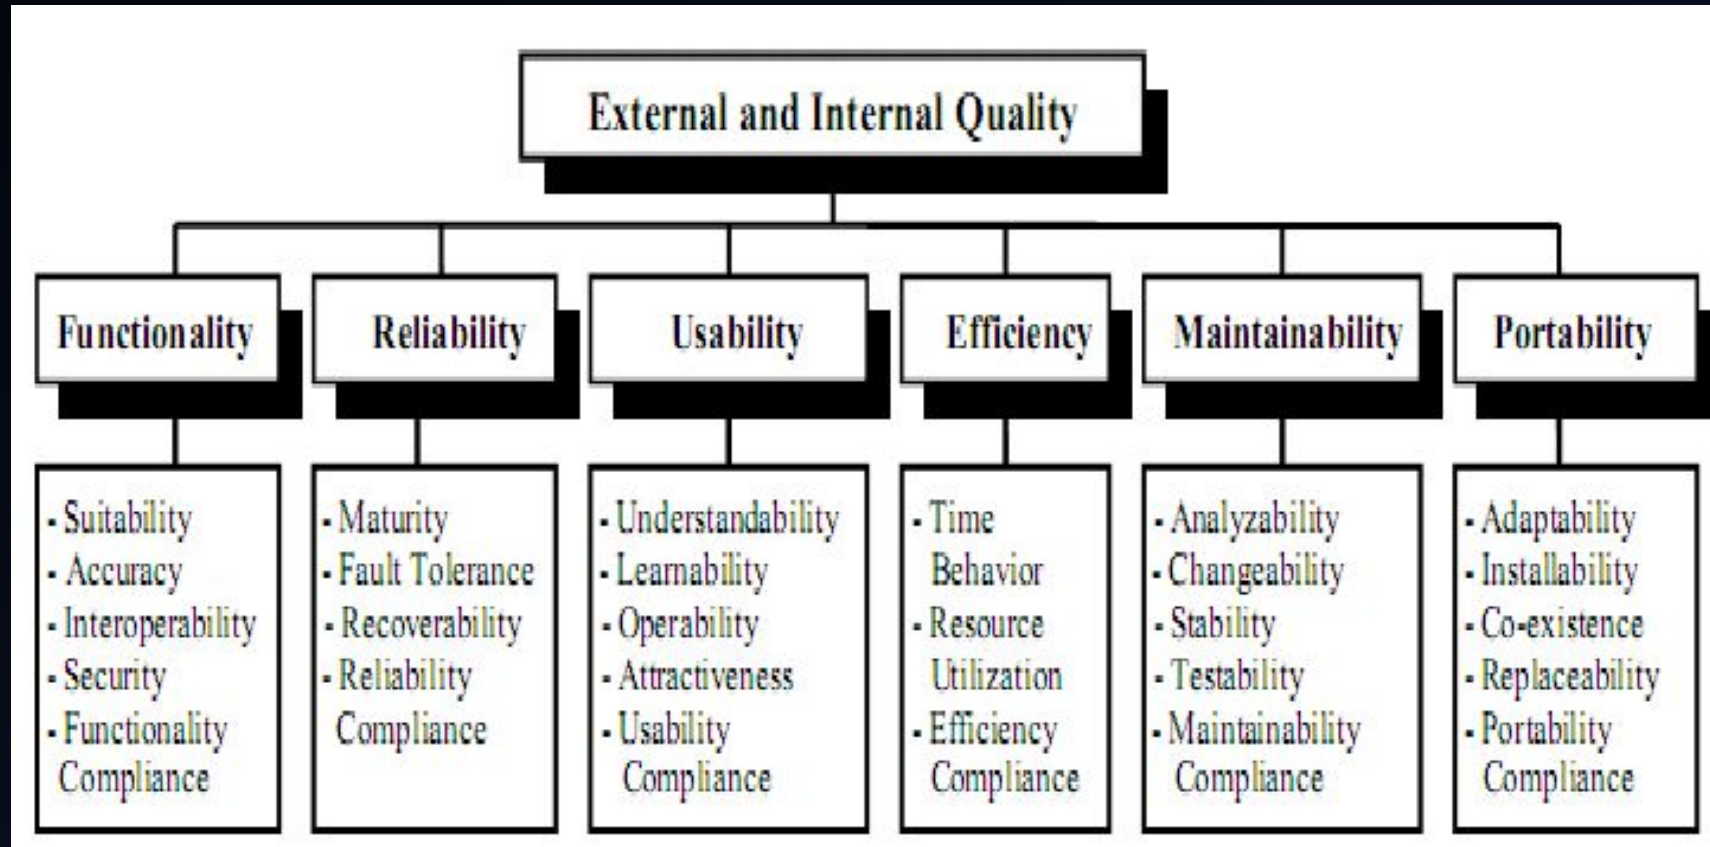 External and Internal Quality
Functionality
Reliability
Usability
Efficiency
Maintainability
Portability
- Suitability
- Accuracy
- Interoperability
- Security
- Functionality
Compliance
- Maturity
- Fault Tolerance
- Recoverability
- Reliability
Compliance
- Understandability
- Learnability
- Operability
- Attractiveness
- Usability
Compliance
- Time
Behavior
- Resource
Utilization
- Efficiency
Compliance
- Analyzability
- Changeability
- Stability
- Testability
- Maintainability
Compliance
- Adaptability
- Installability
- Co-existence
- Replaceability
- Portability
Compliance